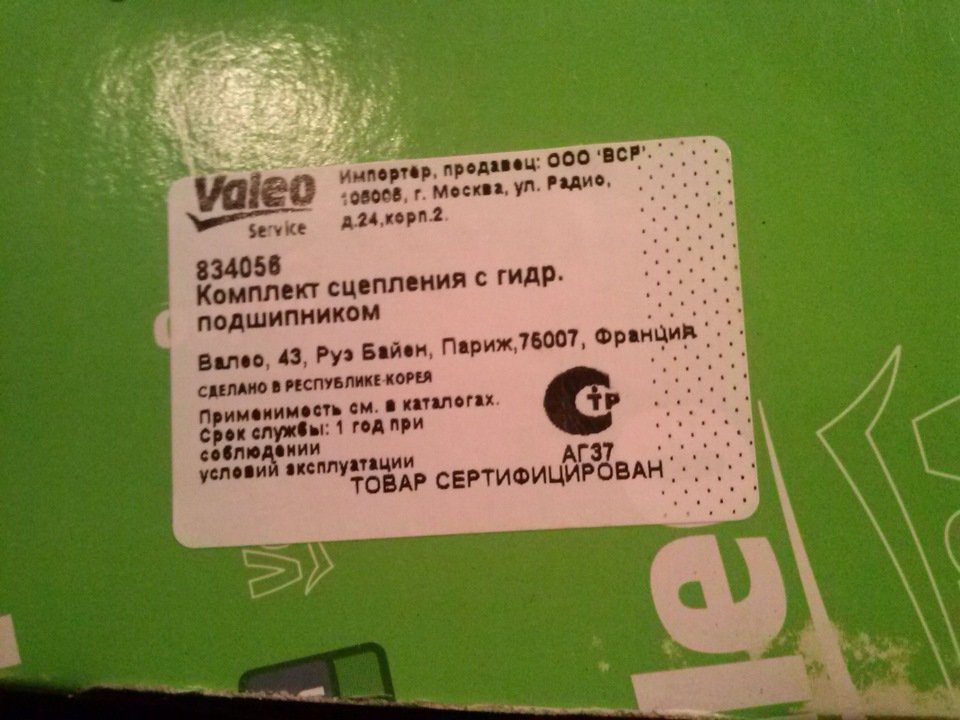 Valeo
Service
Импортер, продавец: ООО 'ВСР'
105005, г. Москва, ул. Радио,
д.24,корп.2.
834056
Комплект сцепления с гидр.
подшипником
Валео, 43, Руэ Байен, Париж,75007, Франция
СДЕЛАНО В РЕСПУБЛИКЕ-КОРЕЯ
Применимость см. в каталогах.
Срок службы: 1 год при
соблюдении
условий эксплуатации
СТР
АГ37
ТОВАР СЕРТИФИЦИРОВАН
le